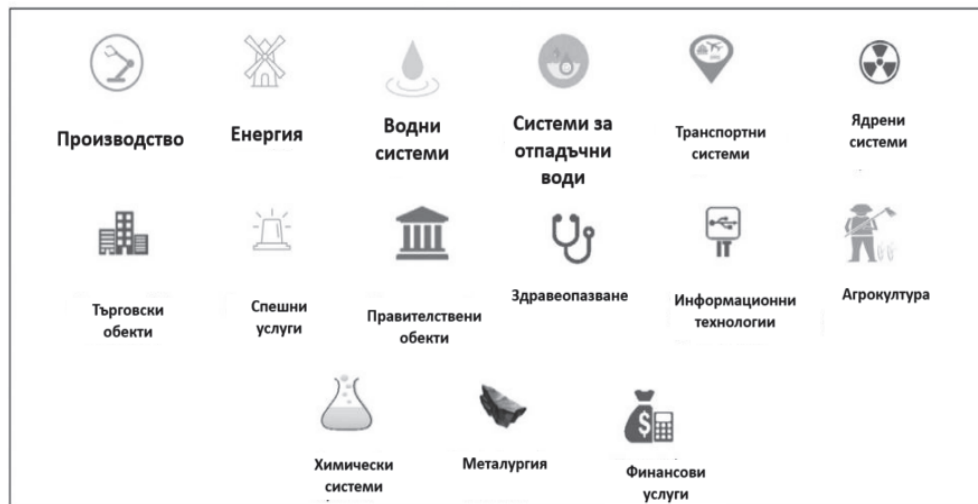 Производство
Енергия
Водни
системи
Системи за
отпадъчни
води
Транспортни
системи
Ядрени
системи
Търговски
обекти
Спешни
услуги
Правителствени
обекти
Здравеопазване
IT
Информационни
технологии
Агрокултура
Химически
системи
Металургия
$
Финансови
услуги